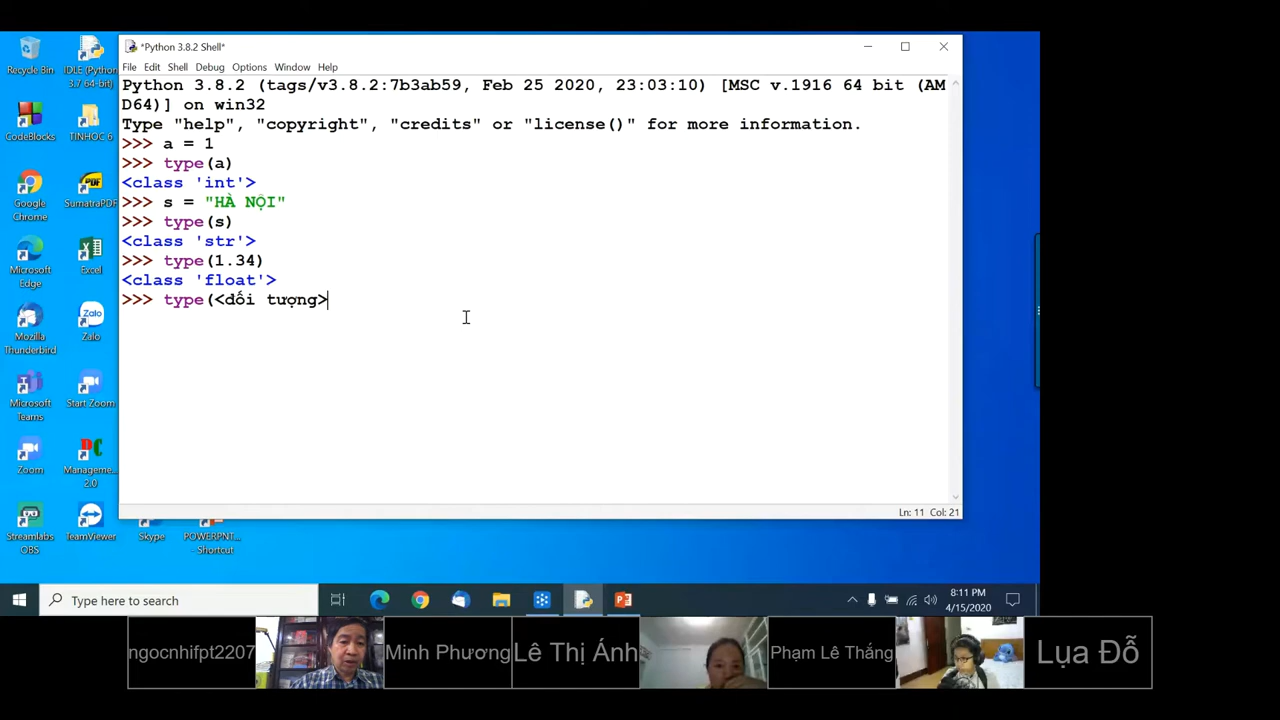 *Python 3.8.2 Shell*
File Edit Shell Debug Options Window Help
Python 3.8.2 (tags/v3.8.2:7b3ab59, Feb 25 2020, 23:03:10) [MSC v.1916 64 bit (AM
D64)] on win32
Type "help", "copyright", "credits" or "license()" for more information.
>>> a = 1
>>> type(a)
<class 'int'>
>>> s = "HÀ NỘI"
>>> type(s)
<class 'str'>
>>> type(1.34)
<class 'float'>
>>> type(<dối tượng>
Ln: 11 Col: 21
Recycle Bin
IDLE (Python
3.7 64-bit)
CodeBlocks
TINHOC 6
Google
Chrome
SumatraPDF
Microsoft
Edge
Excel
Mozilla
Thunderbird
Zalo
Microsoft
Teams
Start Zoom
Zoom
Manageme...
2.0
Streamlabs
OBS
TeamViewer
Skype
POWERPNT...
- Shortcut
Type here to search
8:11 PM
4/15/2020
ngocnhifpt2207
Minh Phương
Lê Thị Ánh
Phạm Lê Thắng
Lụa Đỗ